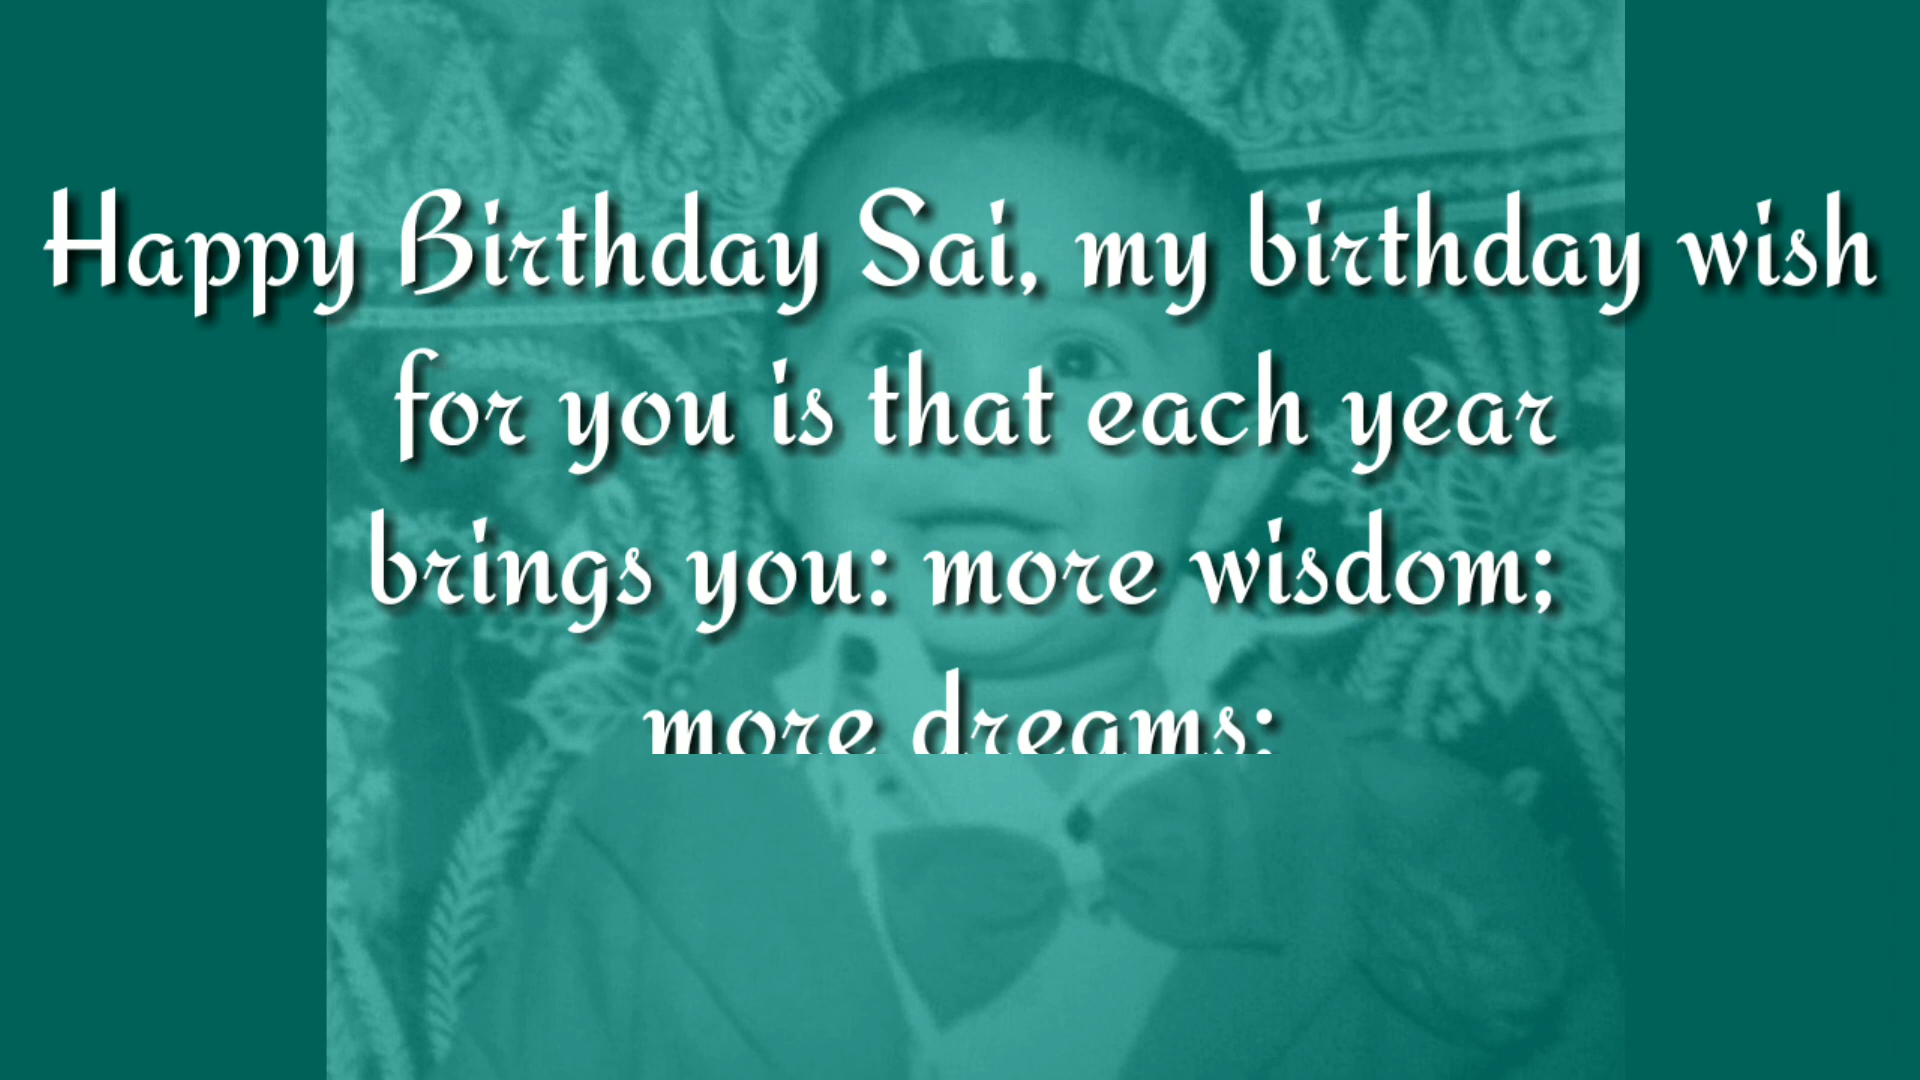 Happy Birthday Sai, my birthday wish
for you is that each year
brings you: more wisdom;
more dreams;